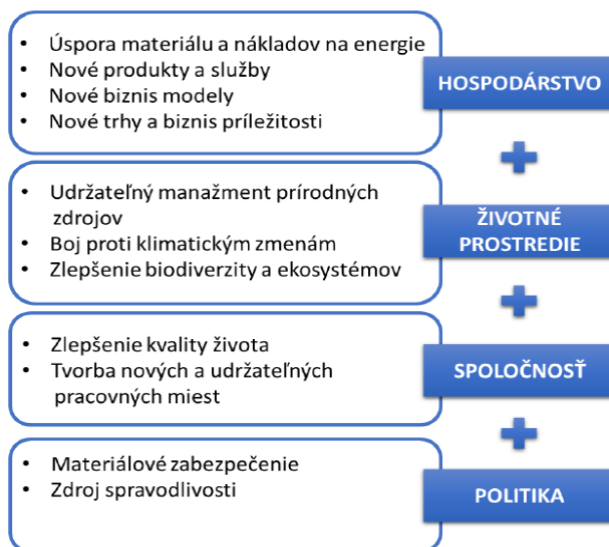 • Úspora materiálu a nákladov na energie
• Nové produkty a služby
• Nové biznis modely
• Nové trhy a biznis príležitosti
HOSPODÁRSTVO
• Udržateľný manažment prírodných
zdrojov
• Boj proti klimatickým zmenám
• Zlepšenie biodiverzity a ekosystémov
ŽIVOTNÉ
PROSTREDIE
• Zlepšenie kvality života
• Tvorba nových a udržateľných
pracovných miest
SPOLOČNOSŤ
• Materiálové zabezpečenie
• Zdroj spravodlivosti
POLITIKA